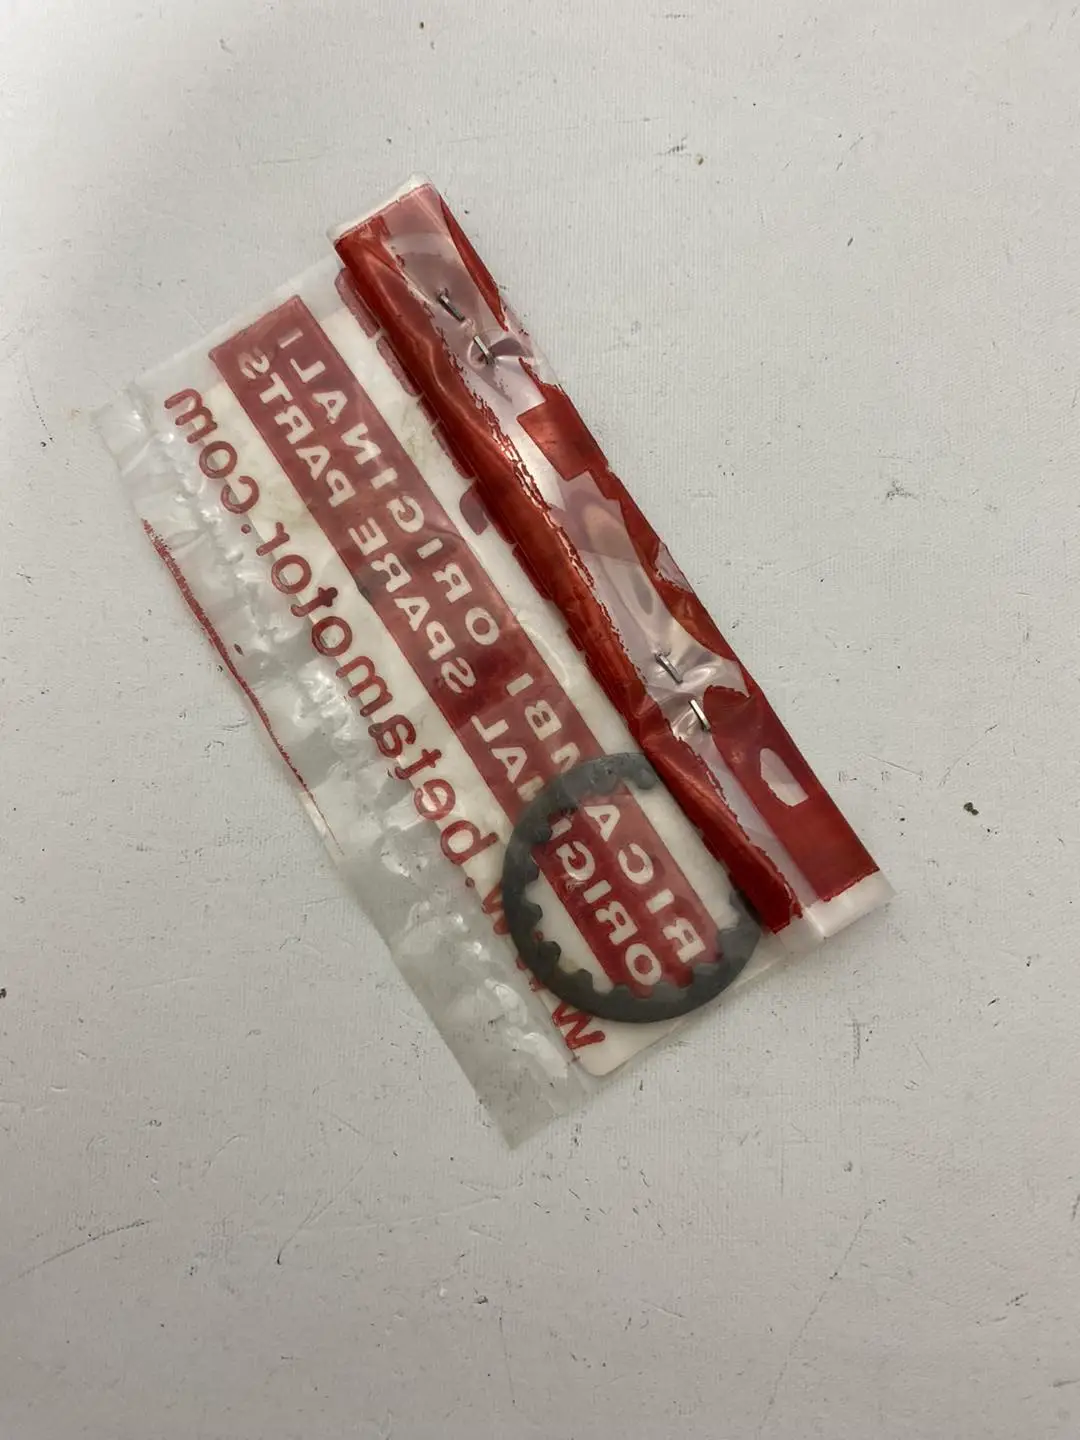 RICAMBI ORIGINALI
ORIGINAL SPARE PARTS
www.betamotor.com